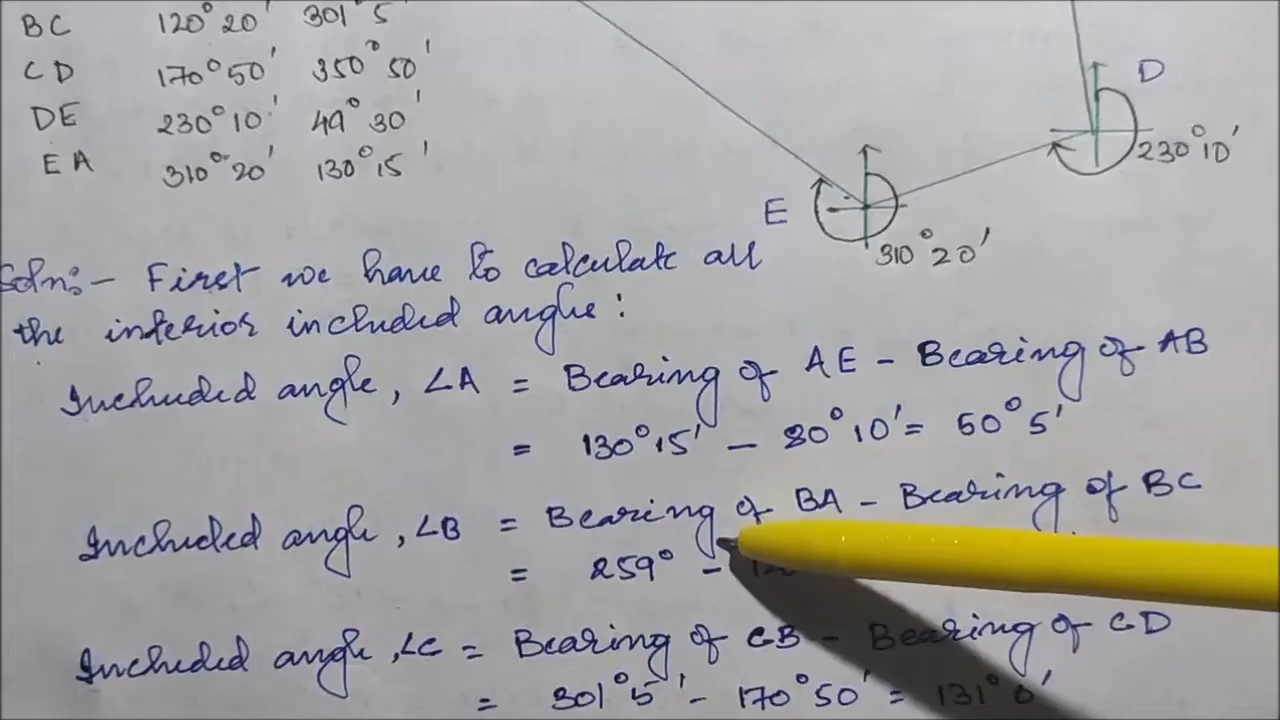 BC 120°20' 301°5'
CD 170°50' 350°50'
DE 230°10' 49°30'
EA 310°20' 130°15'
D
230°10'
E
310°20'
Soln:- First we have to calculate all
the interior included angle:
Included angle, ∠A = Bearing of AE - Bearing of AB
= 130°15' - 80°10' = 50°5'
Included angle, ∠B = Bearing of BA - Bearing of BC
= 259° -
Included angle, ∠C = Bearing of CB - Bearing of CD
= 301°5' - 170°50' = 131°0'